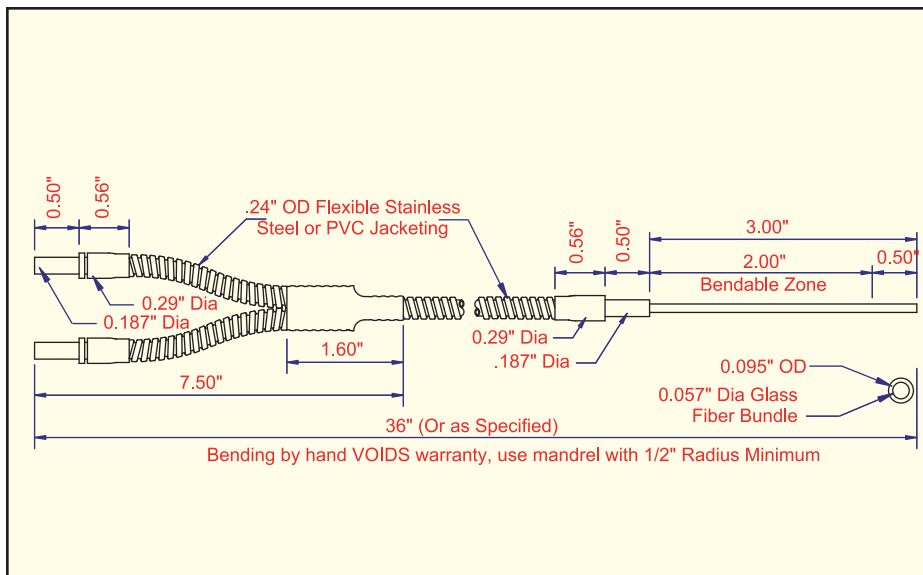 0.50"
0.56"
.24" OD Flexible Stainless
Steel or PVC Jacketing
0.56"
0.50"
3.00"
2.00"
0.50"
Bendable Zone
0.29" Dia
0.187" Dia
0.29" Dia
.187" Dia
1.60"
7.50"
0.095" OD
0.057" Dia Glass
Fiber Bundle
36" (Or as Specified)
Bending by hand VOIDS warranty, use mandrel with 1/2" Radius Minimum